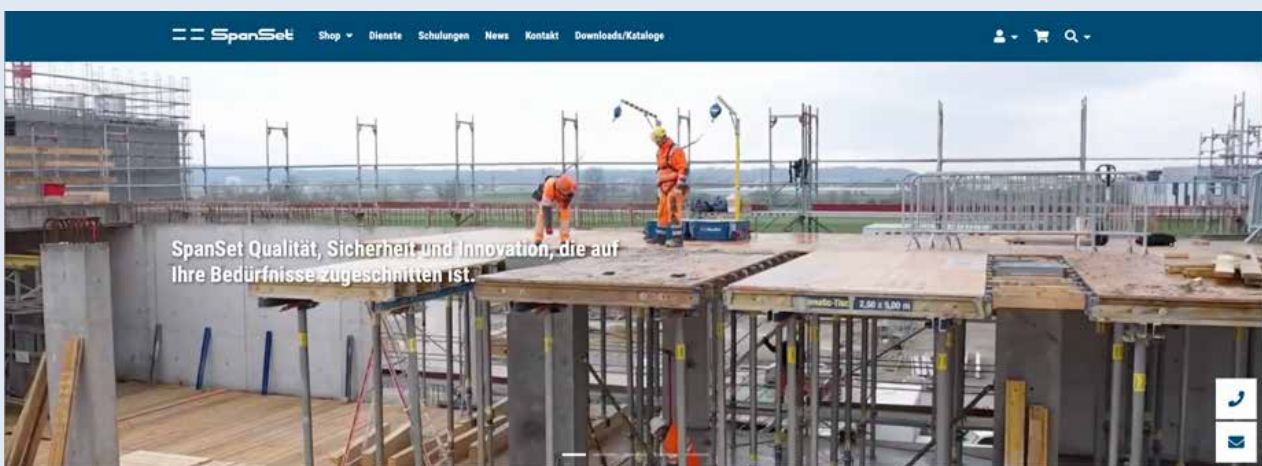 SpanSet
Shop
Dienste
Schulungen
News
Kontakt
Downloads/Kataloge
SpanSet Qualität, Sicherheit und Innovation, die auf
Ihre Bedürfnisse zugeschnitten ist.
2,50 x 5,00 m